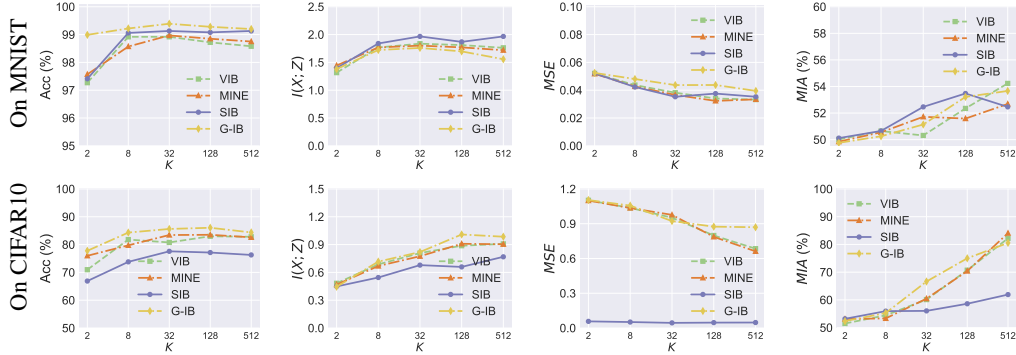 On MNIST
Acc (%)
100
99
98
97
96
95
2 8 32 128 512
K
VIB
MINE
SIB
G-IB
I(X; Z)
2.5
2.0
1.5
1.0
0.5
0.0
2 8 32 128 512
K
VIB
MINE
SIB
G-IB
MSE
0.10
0.08
0.06
0.04
0.02
0.00
2 8 32 128 512
K
VIB
MINE
SIB
G-IB
MIA (%)
60
58
56
54
52
50
2 8 32 128 512
K
VIB
MINE
SIB
G-IB
On CIFAR10
Acc (%)
100
90
80
70
60
50
2 8 32 128 512
K
VIB
MINE
SIB
G-IB
I(X; Z)
1.5
1.2
0.9
0.6
0.3
0.0
2 8 32 128 512
K
VIB
MINE
SIB
G-IB
MSE
1.2
0.9
0.6
0.3
0.0
2 8 32 128 512
K
VIB
MINE
SIB
G-IB
MIA (%)
100
90
80
70
60
50
2 8 32 128 512
K
VIB
MINE
SIB
G-IB